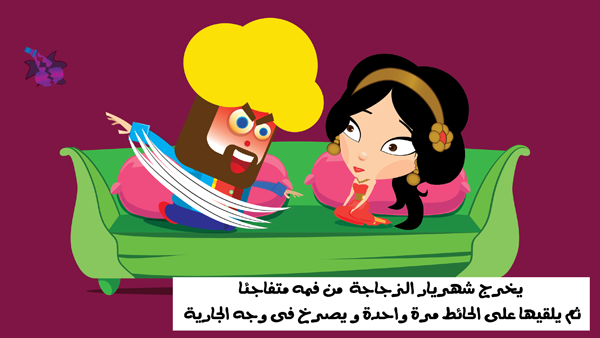 يخرج شهريار الزجاجة من فمه متفاجئا
ثم يلقيها على الحائط مرة واحدة و يصرخ فى وجه الجارية